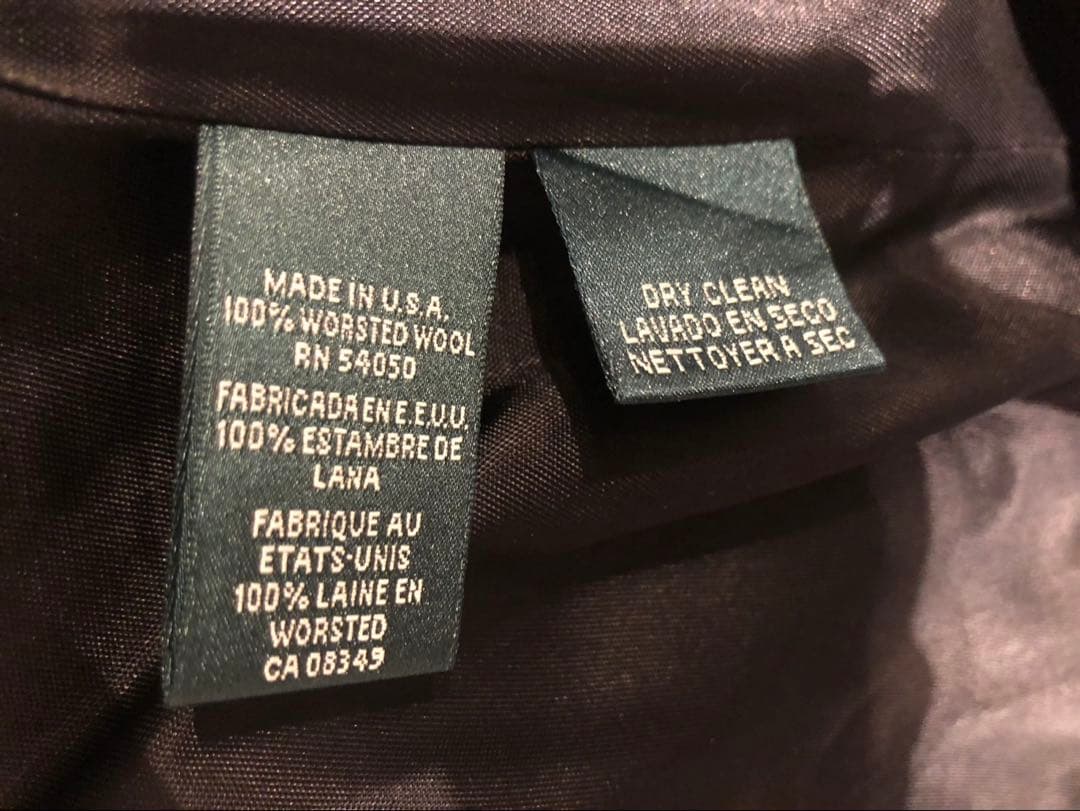 MADE IN U.S.A.
100% WORSTED WOOL
RN 54050
FABRICADA EN E.E.U.U.
100% ESTAMBRE DE
LANA
FABRIQUE AU
ETATS-UNIS
100% LAINE EN
WORSTED
CA 08349
DRY CLEAN
LAVADO EN SECO
NETTOYER A SEC